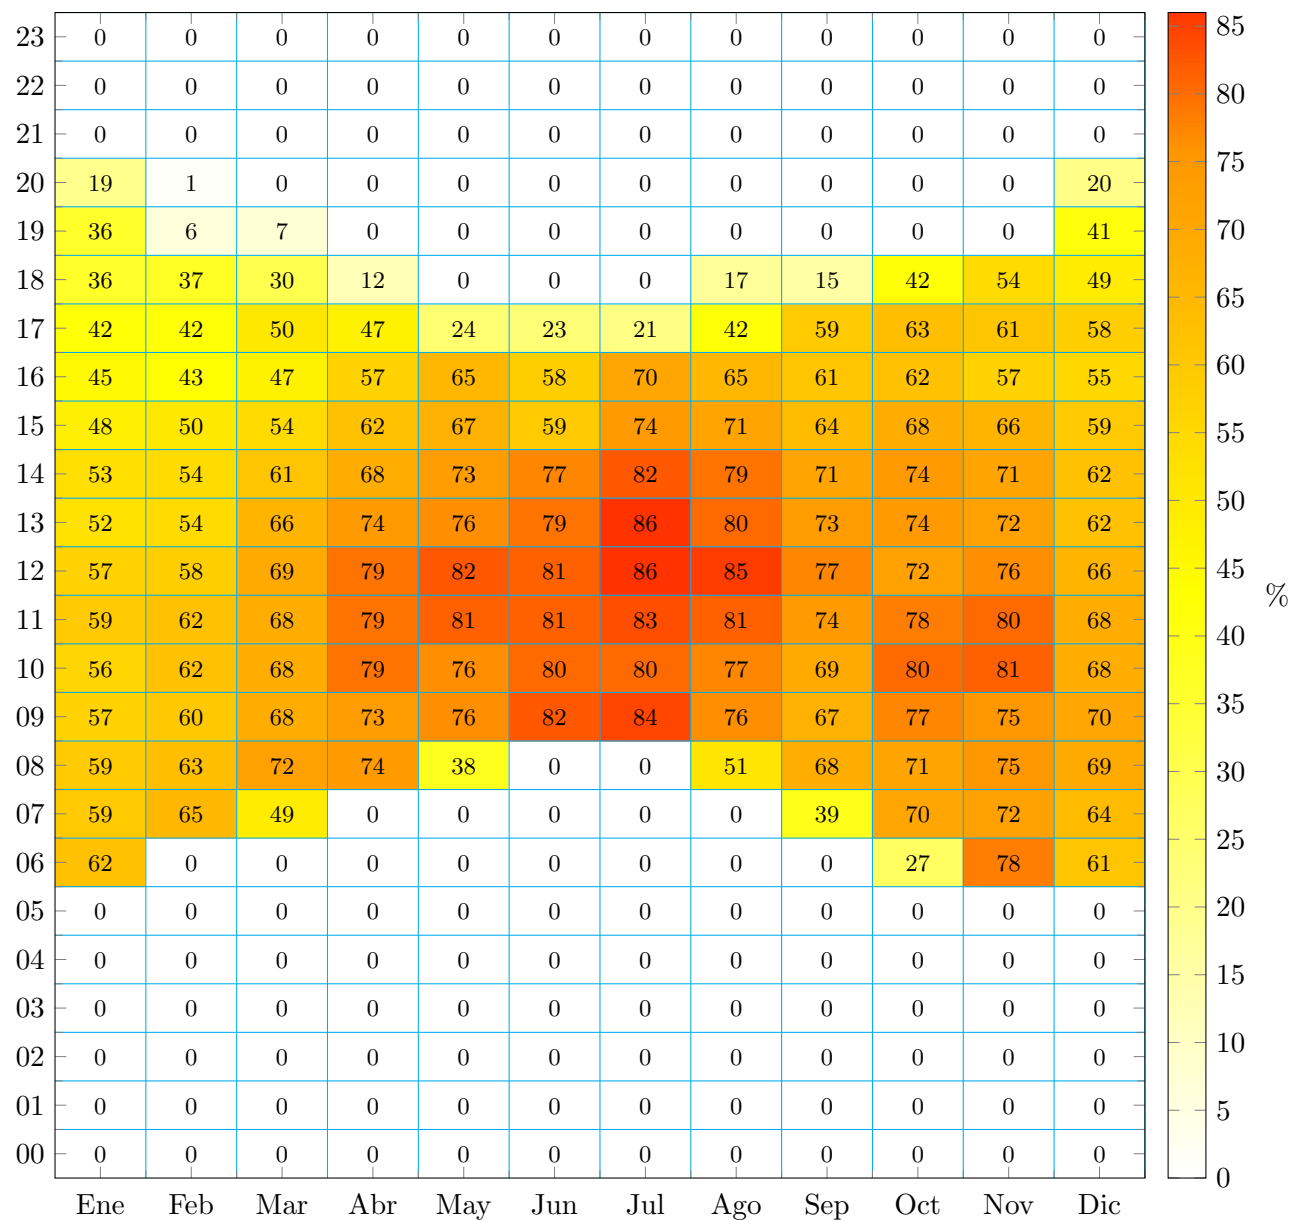 23 0 0 0 0 0 0 0 0 0 0 0 0 85
22 0 0 0 0 0 0 0 0 0 0 0 0 80
21 0 0 0 0 0 0 0 0 0 0 0 0 75
20 19 1 0 0 0 0 0 0 0 0 0 20
19 36 6 7 0 0 0 0 0 0 0 0 41 70
18 36 37 30 12 0 0 0 17 15 42 54 49 65
17 42 42 50 47 24 23 21 42 59 63 61 58
16 45 43 47 57 65 58 70 65 61 62 57 55 60
15 48 50 54 62 67 59 74 71 64 68 66 59 55
14 53 54 61 68 73 77 82 79 71 74 71 62
13 52 54 66 74 76 79 86 80 73 74 72 62 50
12 57 58 69 79 82 81 86 85 77 72 76 66 45
%
11 59 62 68 79 81 81 83 81 74 78 80 68 40
10 56 62 68 79 76 80 80 77 69 80 81 68 35
09 57 60 68 73 76 82 84 76 67 77 75 70
08 59 63 72 74 38 0 0 51 68 71 75 69 30
07 59 65 49 0 0 0 0 0 39 70 72 64 25
06 62 0 0 0 0 0 0 0 0 27 78 61
05 0 0 0 0 0 0 0 0 0 0 0 0 20
04 0 0 0 0 0 0 0 0 0 0 0 0 15
03 0 0 0 0 0 0 0 0 0 0 0 0
02 0 0 0 0 0 0 0 0 0 0 0 0 10
01 0 0 0 0 0 0 0 0 0 0 0 0 5
00 0 0 0 0 0 0 0 0 0 0 0 0 0
Ene Feb Mar Abr May Jun Jul Ago Sep Oct Nov Dic